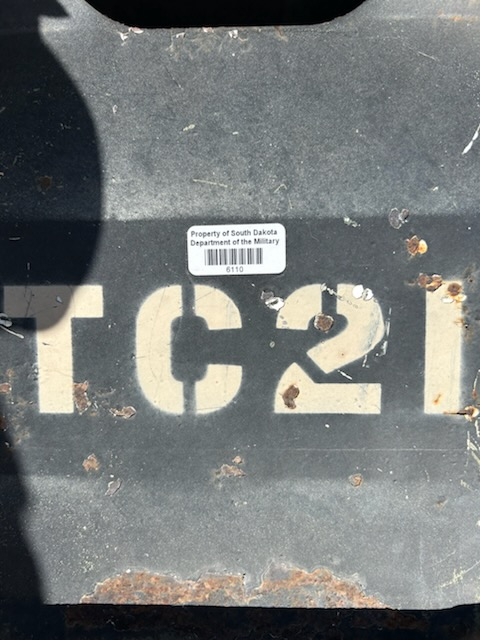 Property of South Dakota
Department of the Military
6110
TC21